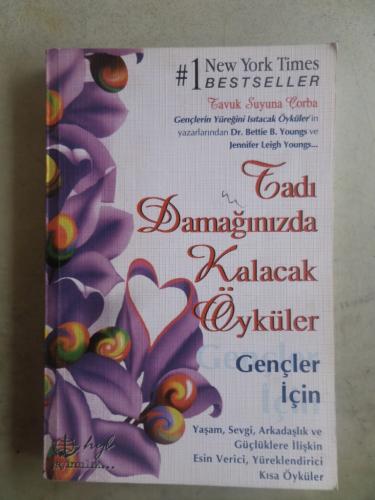 #1 New York Times
BESTSELLER
Tavuk Suyuna Çorba
Gençlerin Yüreğini Isıtacak Öyküler'in
yazarlarından Dr. Bettie B. Youngs ve
Jennifer Leigh Youngs...
Tadı
Damağınızda
Kalacak
Öyküler
Gençler
İçin
Yaşam, Sevgi, Arkadaşlık ve
Güçlüklere İlişkin
Esin Verici, Yüreklendirici
Kısa Öyküler